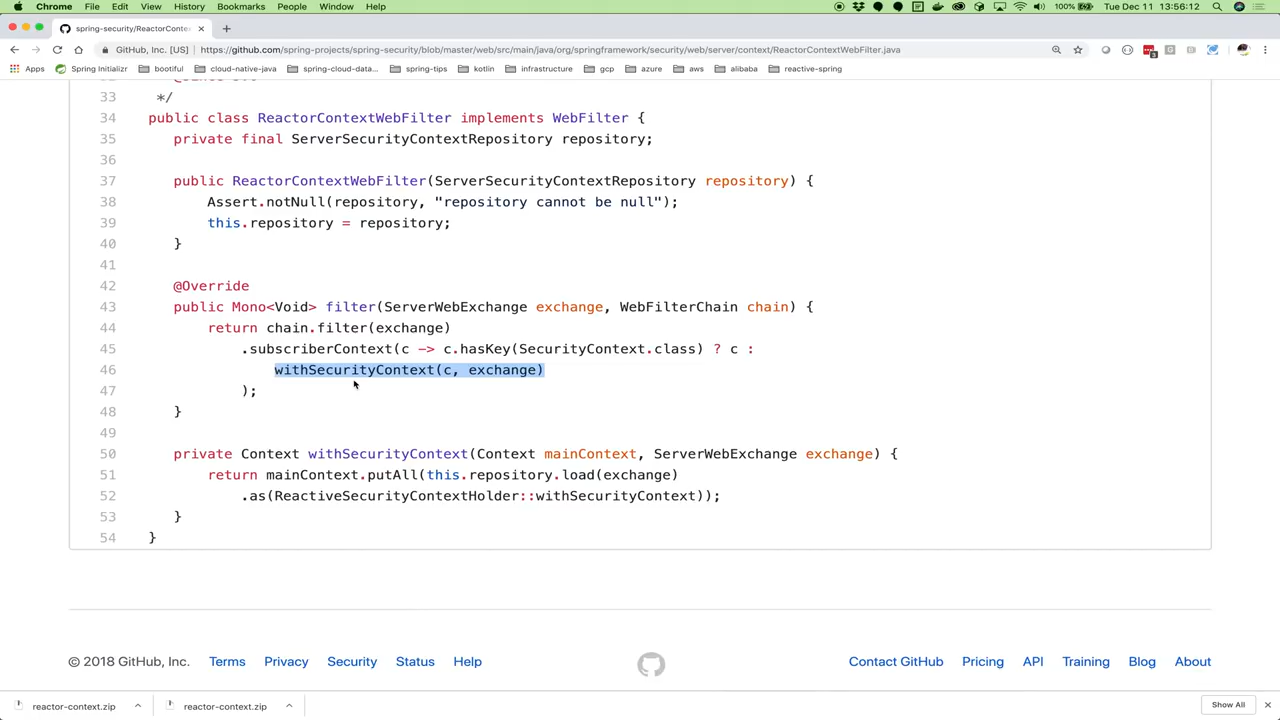 Chrome File Edit View History Bookmarks People Window Help 100% Tue Dec 11 13:56:12
spring-security/ReactorConte
GitHub, Inc. [US] https://github.com/spring-projects/spring-security/blob/master/web/src/main/java/org/springframework/security/web/server/context/ReactorContextWebFilter.java
Apps Spring Initializr bootiful cloud-native-java spring-cloud-data... spring-tips kotlin infrastructure gcp azure aws alibaba reactive-spring
33 */
34 public class ReactorContextWebFilter implements WebFilter {
35 private final ServerSecurityContextRepository repository;
36
37 public ReactorContextWebFilter(ServerSecurityContextRepository repository) {
38 Assert.notNull(repository, "repository cannot be null");
39 this.repository = repository;
40 }
41
42 @Override
43 public Mono<Void> filter(ServerWebExchange exchange, WebFilterChain chain) {
44 return chain.filter(exchange)
45 .subscriberContext(c -> c.hasKey(SecurityContext.class) ? c :
46 withSecurityContext(c, exchange)
47 );
48 }
49
50 private Context withSecurityContext(Context mainContext, ServerWebExchange exchange) {
51 return mainContext.putAll(this.repository.load(exchange)
52 .as(ReactiveSecurityContextHolder::withSecurityContext));
53 }
54 }
© 2018 GitHub, Inc. Terms Privacy Security Status Help Contact GitHub Pricing API Training Blog About
reactor-context.zip reactor-context.zip Show All